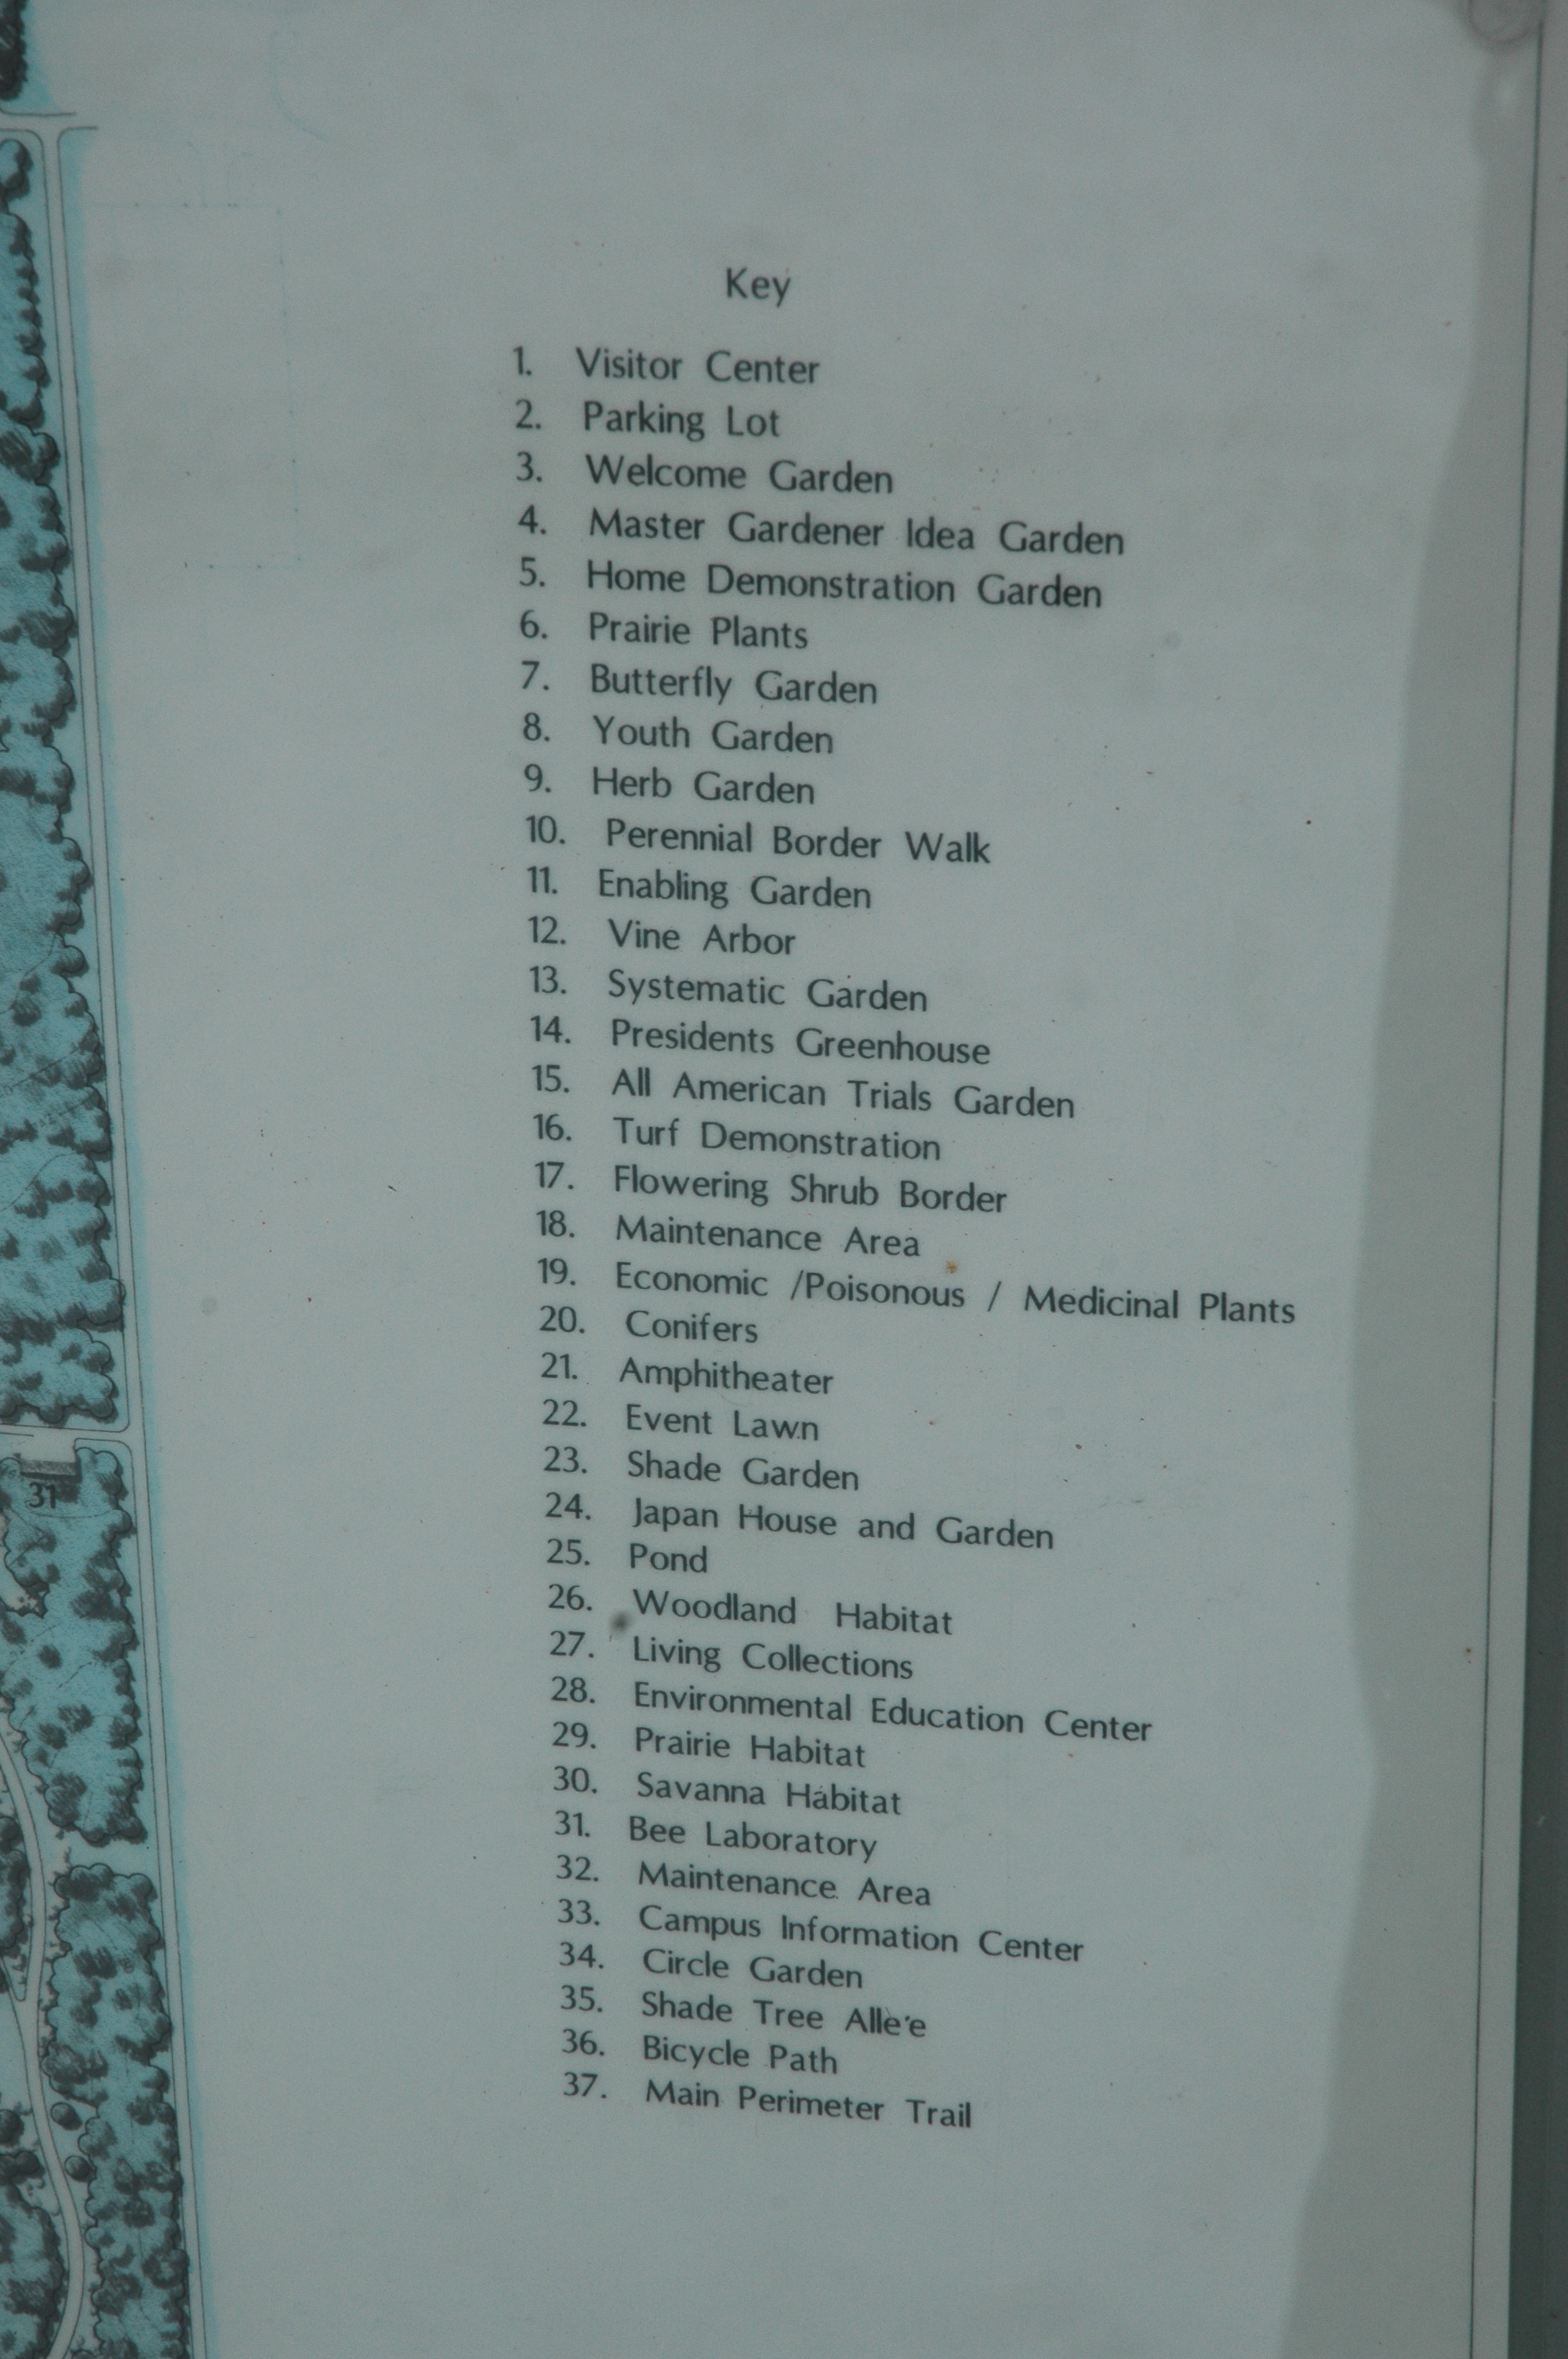 Key
1. Visitor Center
2. Parking Lot
3. Welcome Garden
4. Master Gardener Idea Garden
5. Home Demonstration Garden
6. Prairie Plants
7. Butterfly Garden
8. Youth Garden
9. Herb Garden
10. Perennial Border Walk
11. Enabling Garden
12. Vine Arbor
13. Systematic Garden
14. Presidents Greenhouse
15. All American Trials Garden
16. Turf Demonstration
17. Flowering Shrub Border
18. Maintenance Area
19. Economic /Poisonous / Medicinal Plants
20. Conifers
21. Amphitheater
22. Event Lawn
23. Shade Garden
24. Japan House and Garden
25. Pond
26. Woodland Habitat
27. Living Collections
28. Environmental Education Center
29. Prairie Habitat
30. Savanna Habitat
31. Bee Laboratory
32. Maintenance Area
33. Campus Information Center
34. Circle Garden
35. Shade Tree Alle'e
36. Bicycle Path
37. Main Perimeter Trail
31